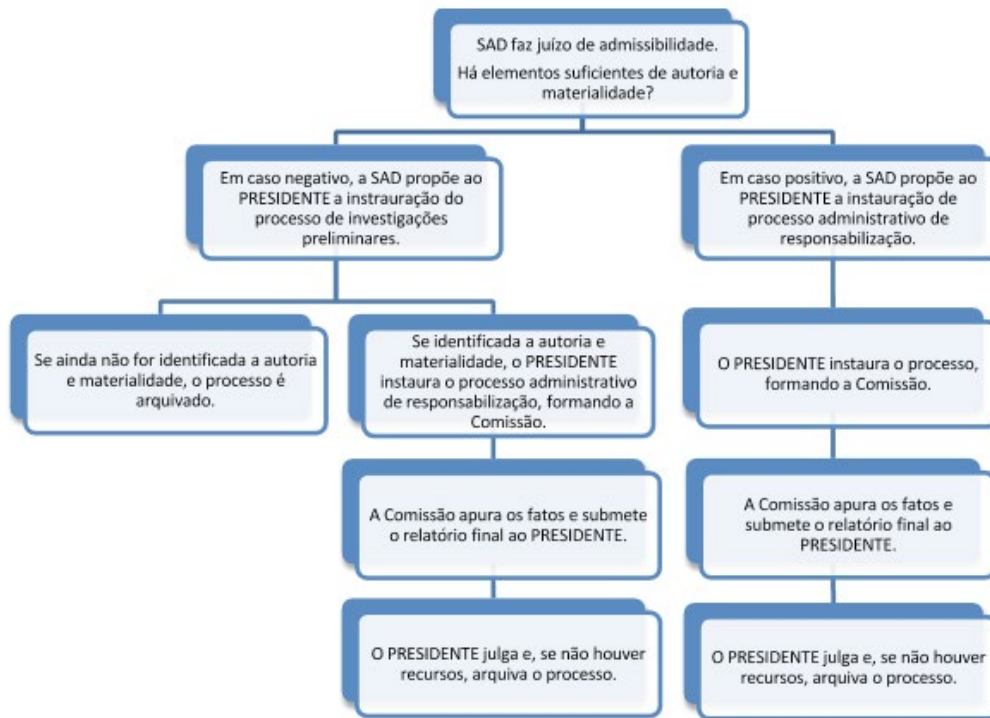 SAD faz juízo de admissibilidade.
Há elementos suficientes de autoria e
materialidade?
Em caso negativo, a SAD propõe ao
PRESIDENTE a instrauração do
processo de investigações
preliminares.
Em caso positivo, a SAD propõe ao
PRESIDENTE a instauração de
processo administrativo de
responsabilização.
Se ainda não for identificada a autoria
e materialidade, o processo é
arquivado.
Se identificada a autoria e
materialidade, o PRESIDENTE
instaura o processo administrativo
de responsabilização, formando a
Comissão.
O PRESIDENTE instaura o processo,
formando a Comissão.
A Comissão apura os fatos e submete
o relatório final ao PRESIDENTE.
A Comissão apura os fatos e
submete o relatório final ao
PRESIDENTE.
O PRESIDENTE julga e, se não houver
recursos, arquiva o processo.
O PRESIDENTE julga e, se não houver
recursos, arquiva o processo.